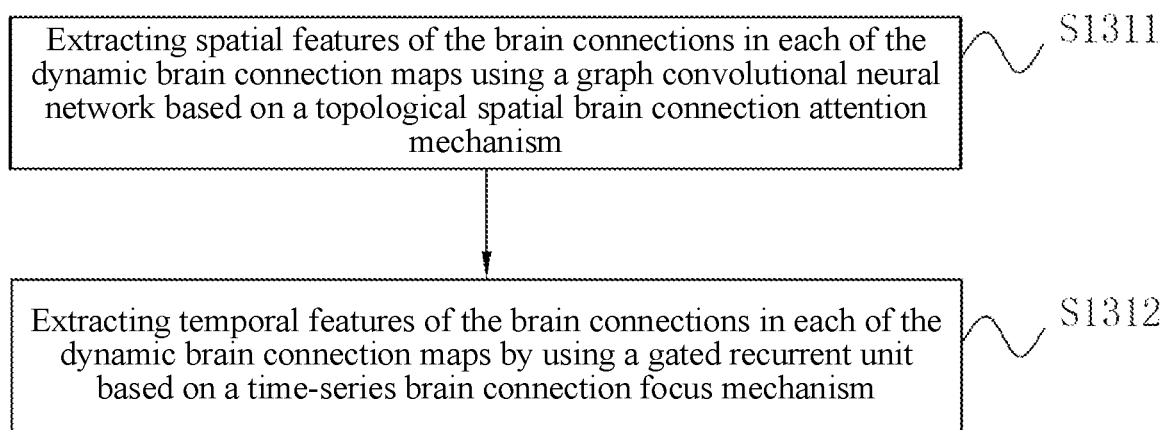 Extracting spatial features of the brain connections in each of the
dynamic brain connection maps using a graph convolutional neural
network based on a topological spatial brain connection attention
mechanism
S1311
Extracting temporal features of the brain connections in each of the
dynamic brain connection maps by using a gated recurrent unit
based on a time-series brain connection focus mechanism
S1312